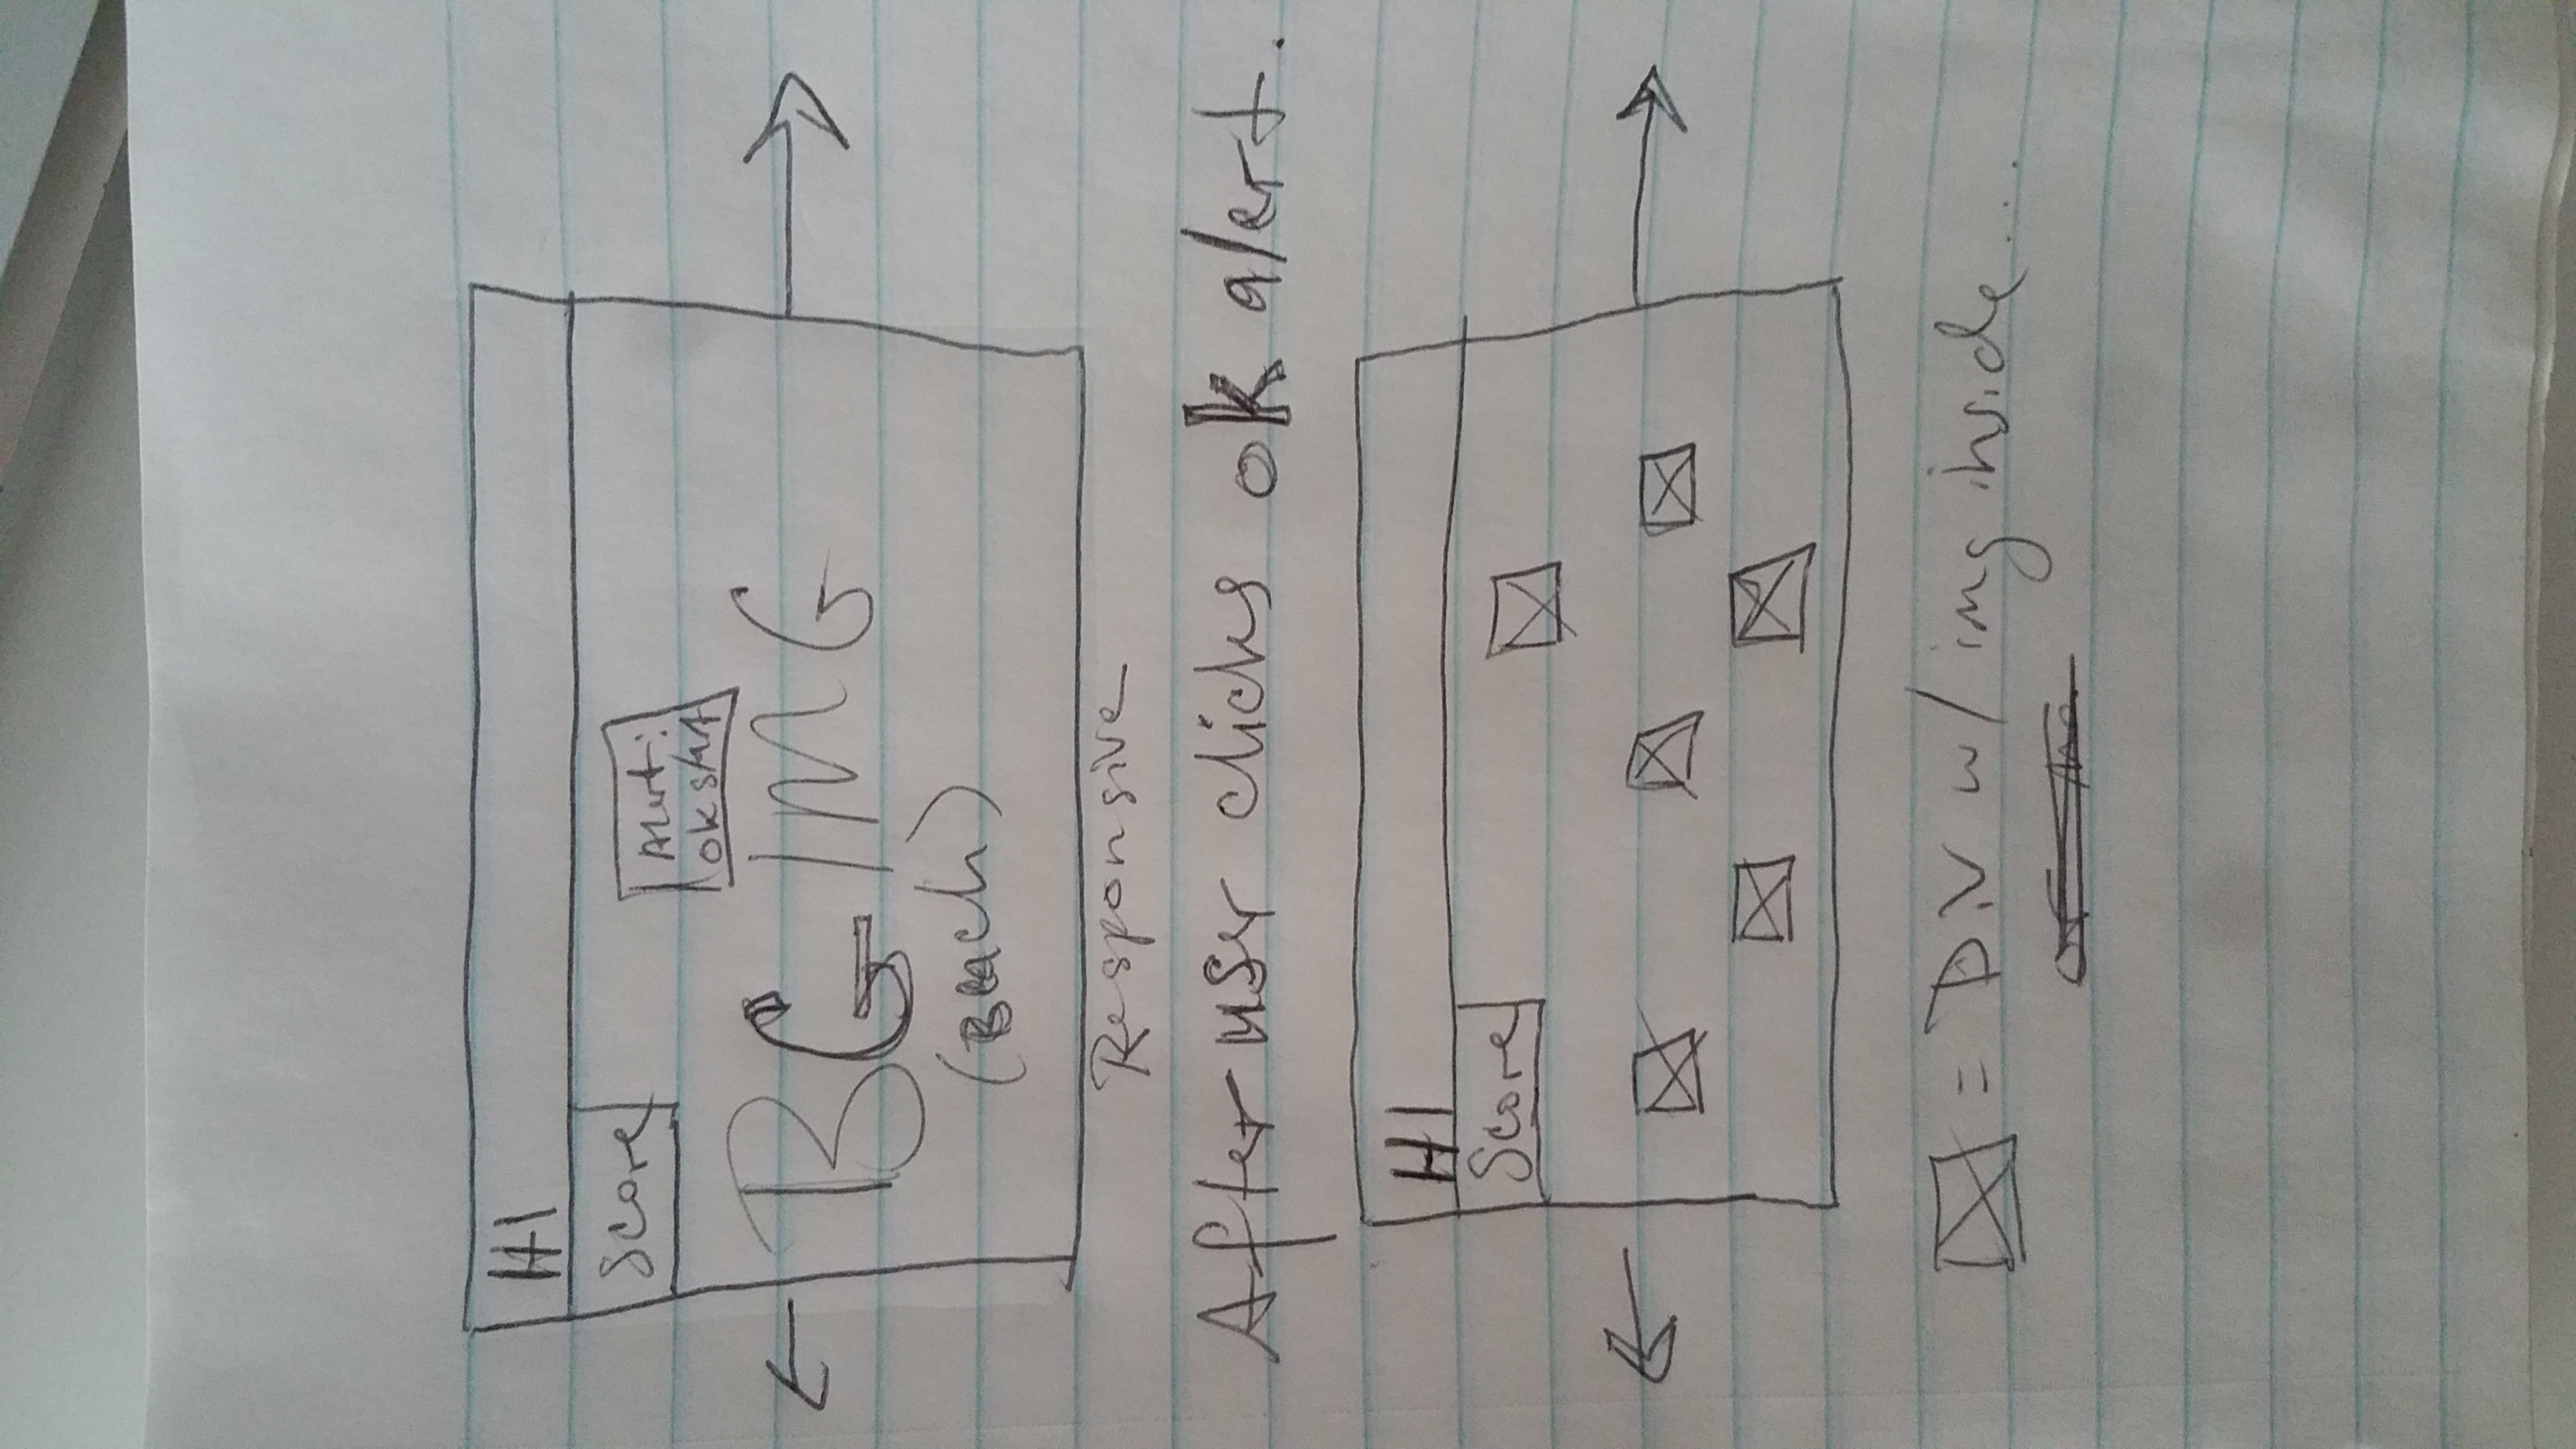 H1
Score
Alert:
ok start
BG IMG
(Beach)
Responsive
After user clicks ok alert.
H1
Score
= Div w/ img inside...